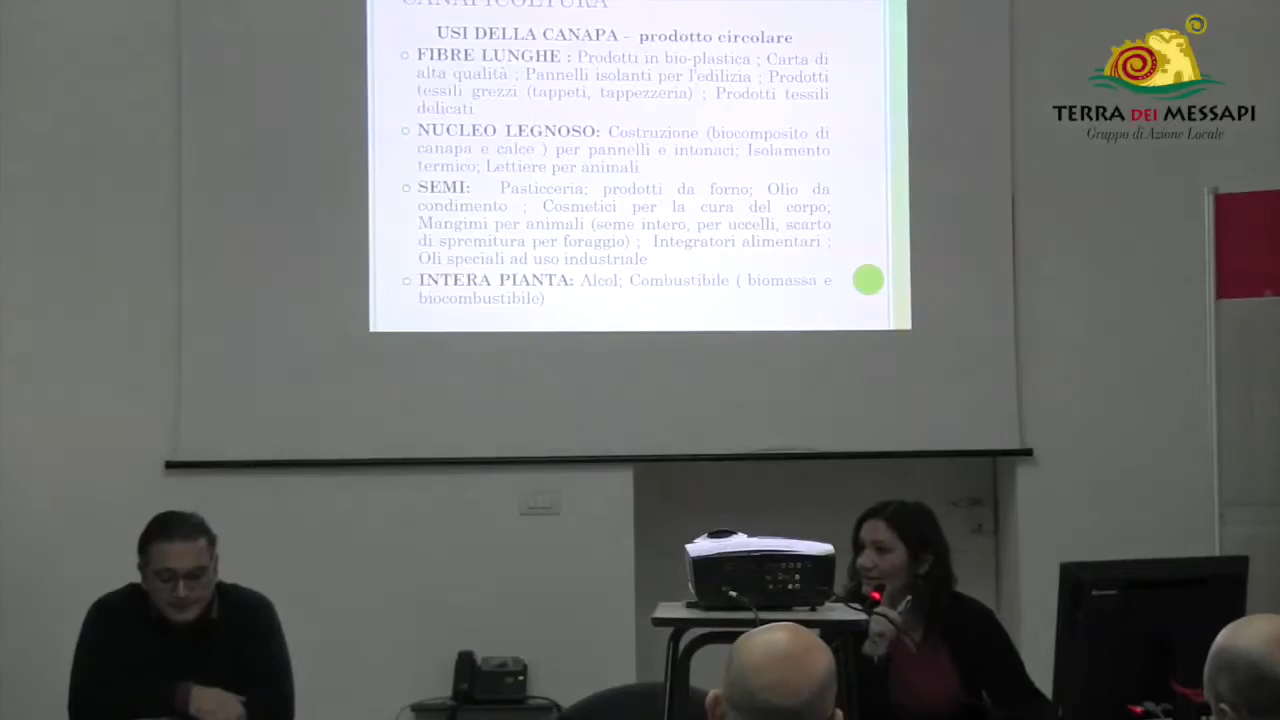 CANAPICOLTURA
USI DELLA CANAPA - prodotto circolare
FIBRE LUNGHE : Prodotti in bio-plastica ; Carta di
alta qualità ; Pannelli isolanti per l'edilizia ; Prodotti
tessili grezzi (tappeti, tappezzeria) ; Prodotti tessili
delicati
NUCLEO LEGNOSO: Costruzione (biocomposito di
canapa e calce ) per pannelli e intonaci; Isolamento
termico; Lettiere per animali
SEMI: Pasticceria; prodotti da forno; Olio da
condimento ; Cosmetici per la cura del corpo;
Mangimi per animali (seme intero, per uccelli, scarto
di spremitura per foraggio) ; Integratori alimentari ;
Oli speciali ad uso industriale
INTERA PIANTA: Alcol; Combustibile ( biomassa e
biocombustibile)
TERRA DEI MESSAPI
Gruppo di Azione Locale